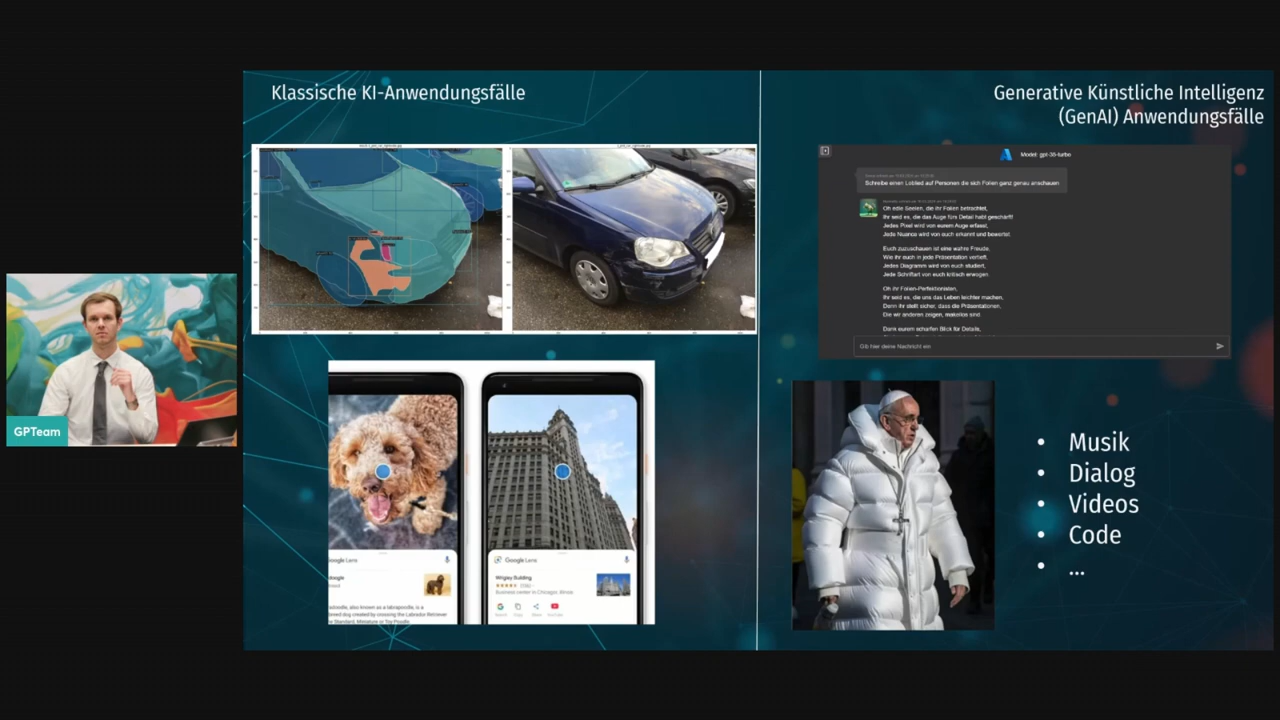 Klassische KI-Anwendungsfälle
Generative Künstliche Intelligenz
(GenAI) Anwendungsfälle
Model: gpt-35-turbo
Schreibe einen Loblied auf Personen die sich Folien ganz genau anschauen
Oh edle Seelen, die ihr Folien betrachtet,
Ihr seid es, die das Auge fürs Detail habt geschärft!
Jedes Pixel wird von eurem Auge erfasst,
Jede Nuance wird von euch erkannt und bewertet.
Euch zuzuschauen ist eine wahre Freude,
Wie ihr euch in jede Präsentation vertieft.
Jedes Diagramm wird von euch studiert,
Jede Schriftart von euch kritisch erwogen.
Oh ihr Folien-Perfektionisten,
Ihr seid es, die uns das Leben leichter machen,
Denn ihr stellt sicher, dass die Präsentationen,
Die wir anderen zeigen, makellos sind.
Dank eurem scharfen Blick für Details,
Gib hier deine Nachricht ein
GPTeam
Google Lens
Google Lens
Wrigley Building
Business center in Chicago, Illinois
• Musik
• Dialog
• Videos
• Code
• ...